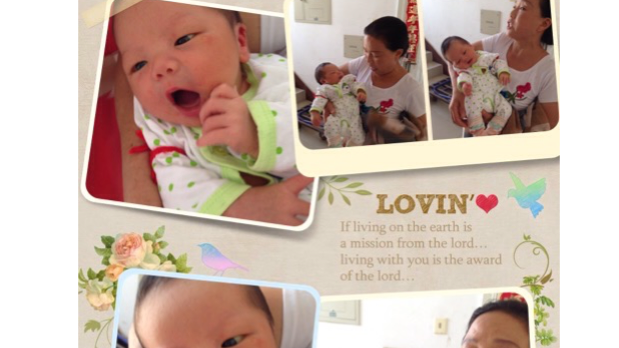 LOVIN'
If living on the earth is
a mission from the lord...
living with you is the award
of the lord...